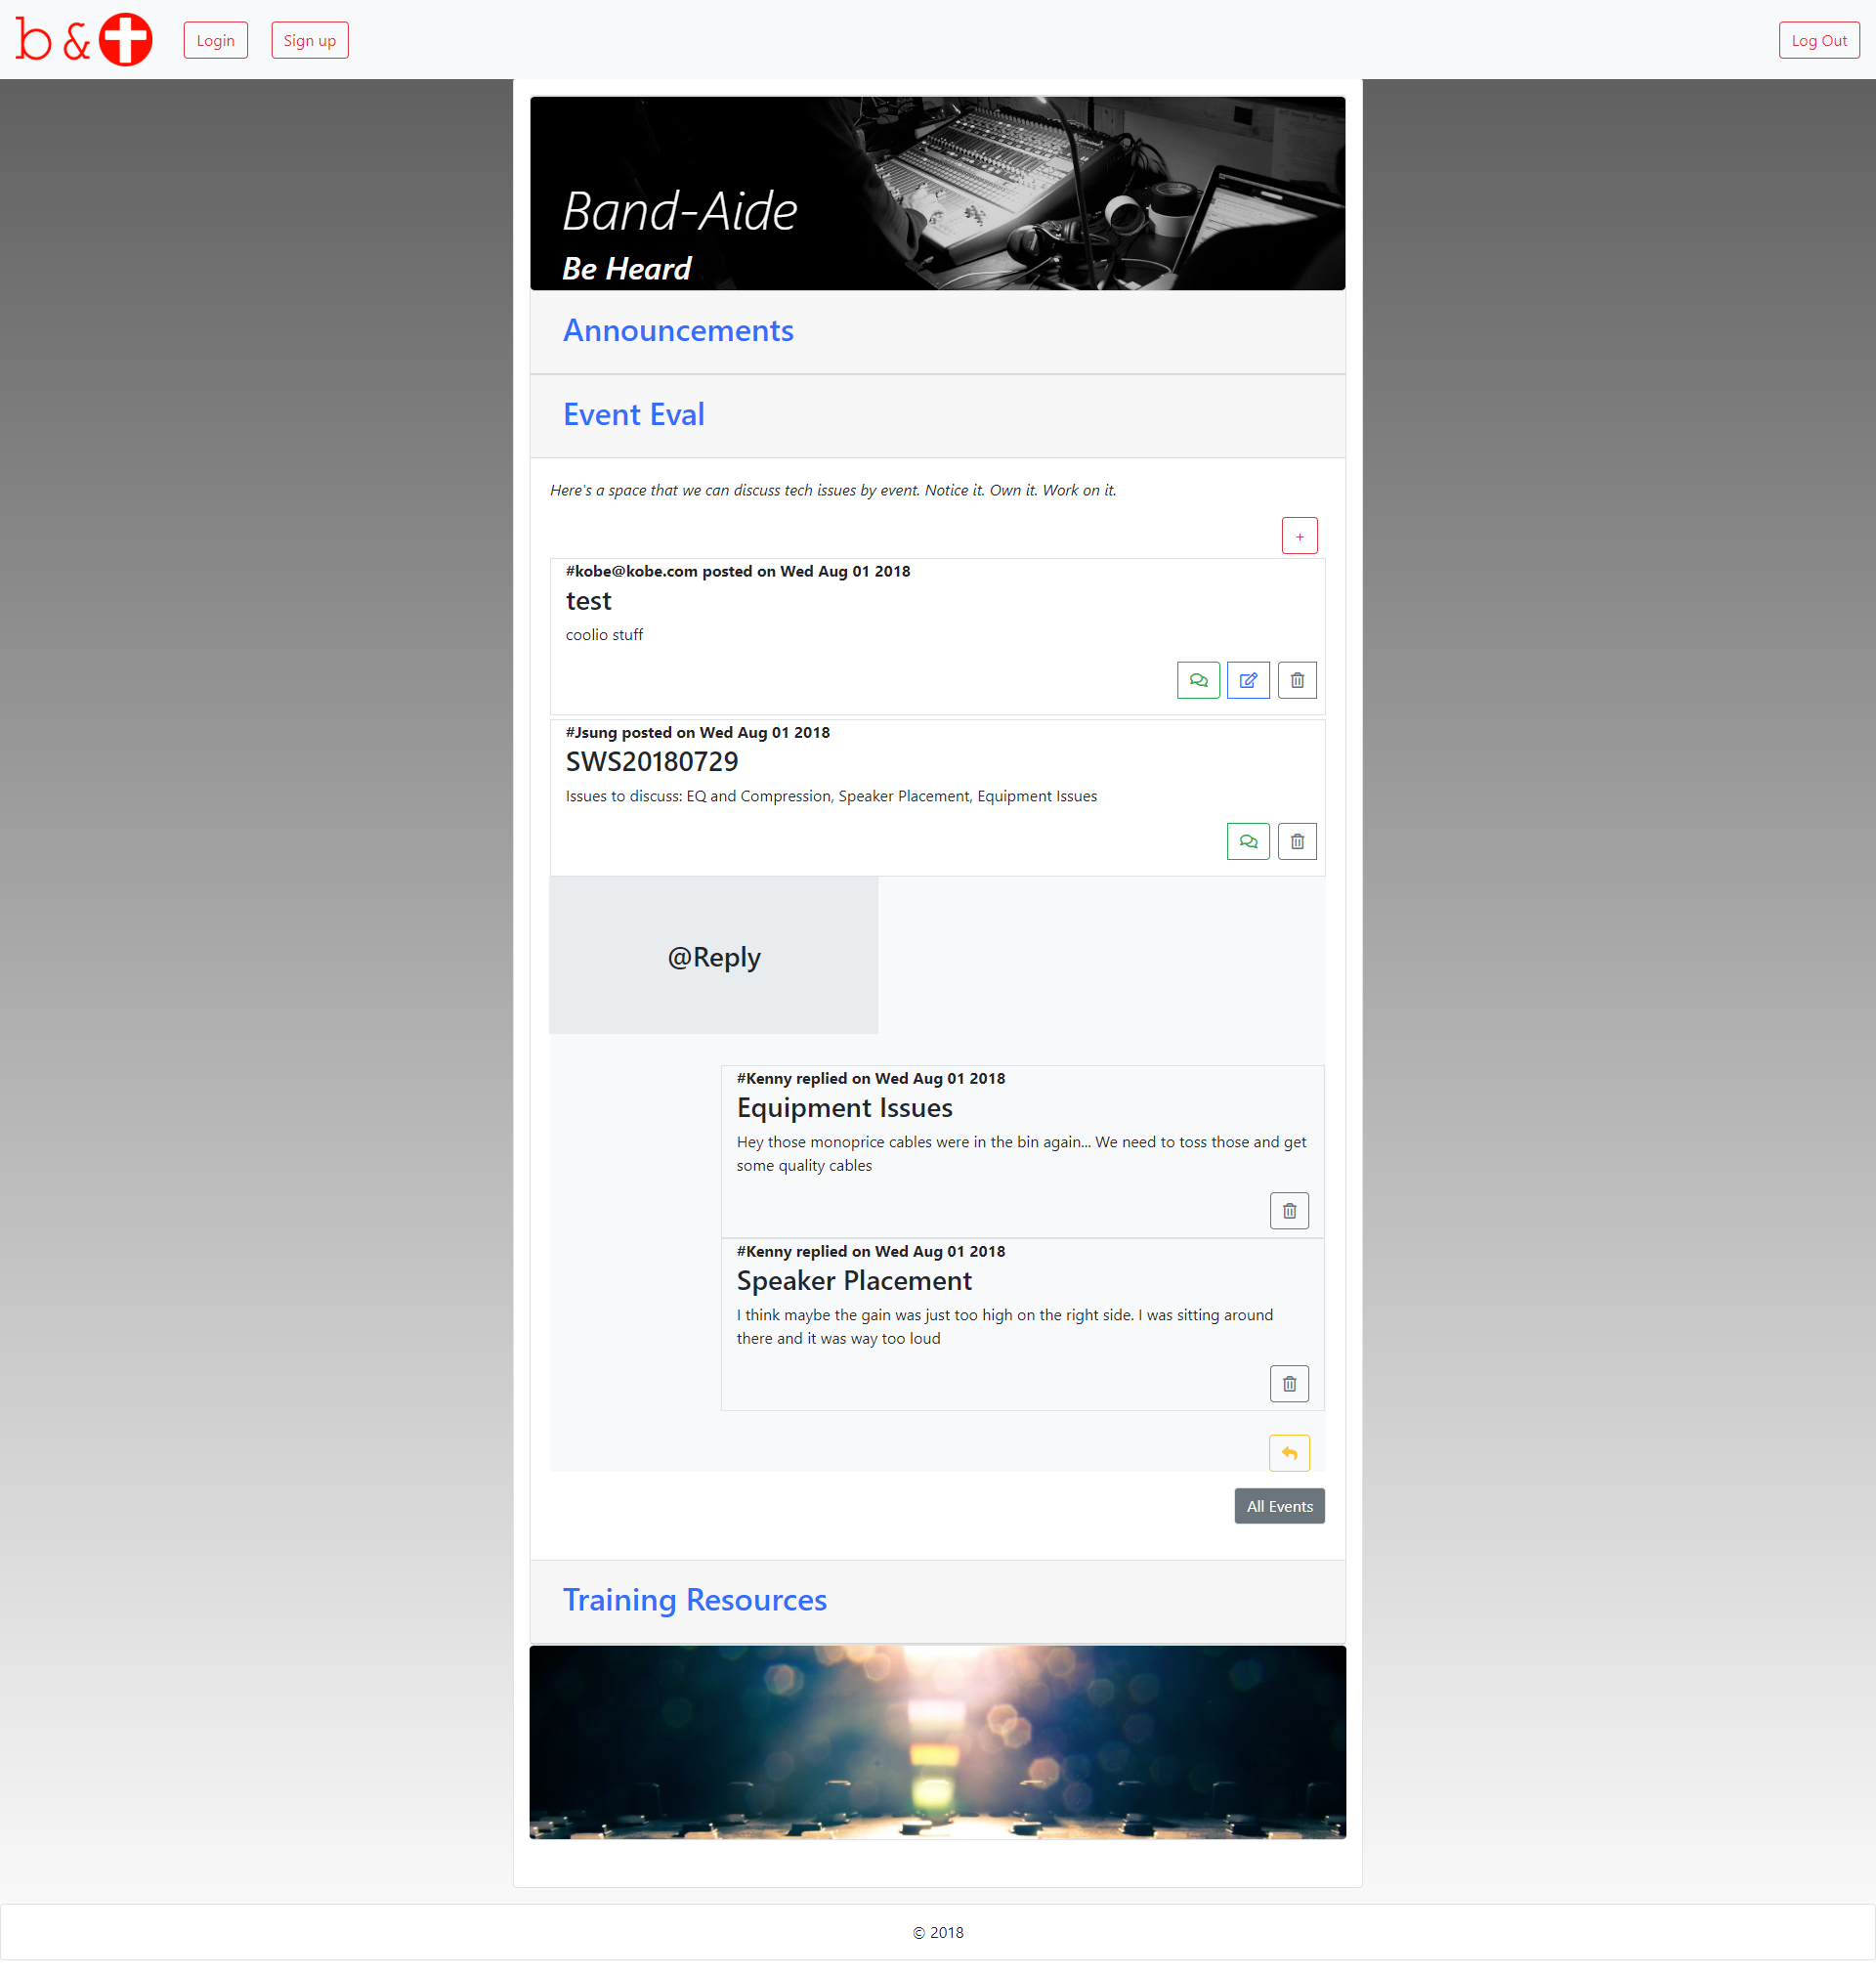 b &
Login
Sign up
Log Out
Band-Aide
Be Heard
Announcements
Event Eval
Here's a space that we can discuss tech issues by event. Notice it. Own it. Work on it.
+
#kobe@kobe.com posted on Wed Aug 01 2018
test
coolio stuff
#Jsung posted on Wed Aug 01 2018
SWS20180729
Issues to discuss: EQ and Compression, Speaker Placement, Equipment Issues
@Reply
#Kenny replied on Wed Aug 01 2018
Equipment Issues
Hey those monoprice cables were in the bin again... We need to toss those and get
some quality cables
#Kenny replied on Wed Aug 01 2018
Speaker Placement
I think maybe the gain was just too high on the right side. I was sitting around
there and it was way too loud
All Events
Training Resources
© 2018